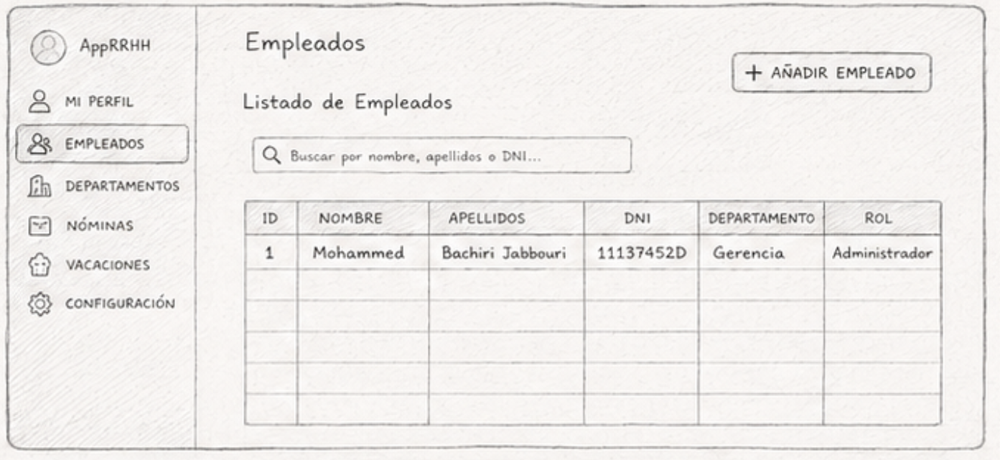 AppRRHH
MI PERFIL
EMPLEADOS
DEPARTAMENTOS
NÓMINAS
VACACIONES
CONFIGURACIÓN
Empleados
+ AÑADIR EMPLEADO
Listado de Empleados
Buscar por nombre, apellidos o DNI...
ID NOMBRE APELLIDOS DNI DEPARTAMENTO ROL
1 Mohammed Bachiri Jabbouri 11137452D Gerencia Administrador